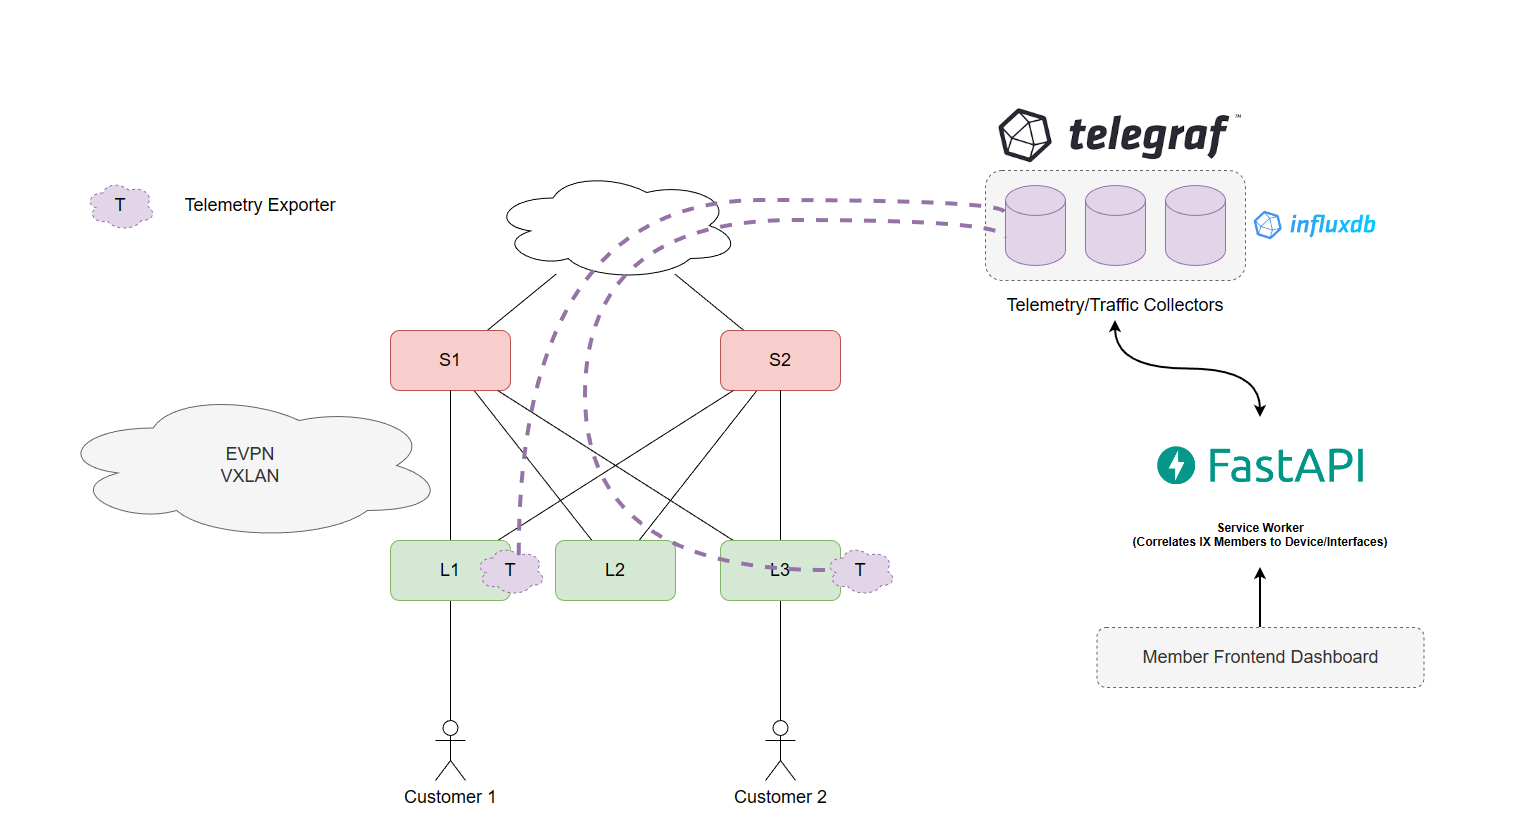 telegraf™
T
Telemetry Exporter
influxdb
Telemetry/Traffic Collectors
S1
S2
EVPN
VXLAN
FastAPI
Service Worker
(Correlates IX Members to Device/Interfaces)
L1
T
L2
L3
T
Member Frontend Dashboard
Customer 1
Customer 2